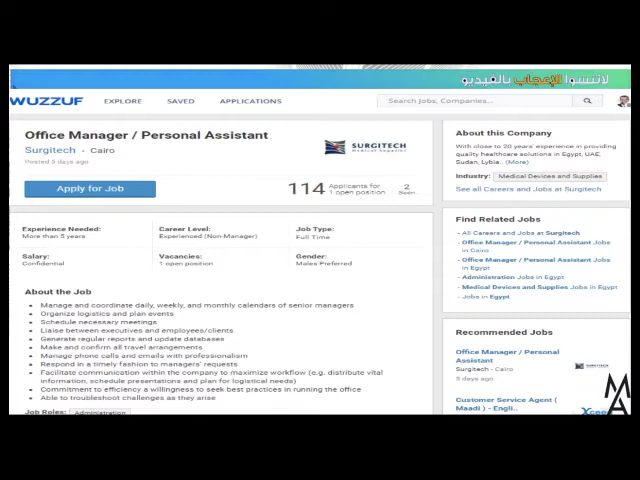 لاتنسوا الإعجاب بالفيديو
WUZZUF EXPLORE SAVED APPLICATIONS Search Jobs, Companies...
Office Manager / Personal Assistant
Surgitech - Cairo
Posted 5 days ago
SURGITECH
Medical Supplies
Apply for Job
114 Applicants for 1 open position
2 Seen
Experience Needed:
More than 5 years
Career Level:
Experienced (Non-Manager)
Job Type:
Full Time
Salary:
Confidential
Vacancies:
1 open position
Gender:
Males Preferred
About the Job
Manage and coordinate daily, weekly, and monthly calendars of senior managers
Organize logistics and plan events
Schedule necessary meetings
Liaise between executives and employees/clients
Generate regular reports and update databases
Make and confirm all travel arrangements
Manage phone calls and emails with professionalism
Respond in a timely fashion to managers' requests
Facilitate communication within the company to maximize workflow (e.g. distribute vital
information, schedule presentations and plan for logistical needs)
Commitment to efficiency a willingness to seek best practices in running the office
Able to troubleshoot challenges as they arise
Job Roles: Administration
About this Company
With close to 20 years' experience in providing
quality healthcare solutions in Egypt, UAE,
Sudan, Lybia... (More)
Industry: Medical Devices and Supplies
See all Careers and Jobs at Surgitech
Find Related Jobs
- All Careers and Jobs at Surgitech
- Office Manager / Personal Assistant Jobs
in Cairo
- Office Manager / Personal Assistant Jobs
in Egypt
- Administration Jobs in Egypt
- Medical Devices and Supplies Jobs in Egypt
- Jobs in Egypt
Recommended Jobs
Office Manager / Personal
Assistant
Surgitech - Cairo
5 days ago
SURGITECH
Customer Service Agent (
Maadi ) - Engli..
Xcee
MA